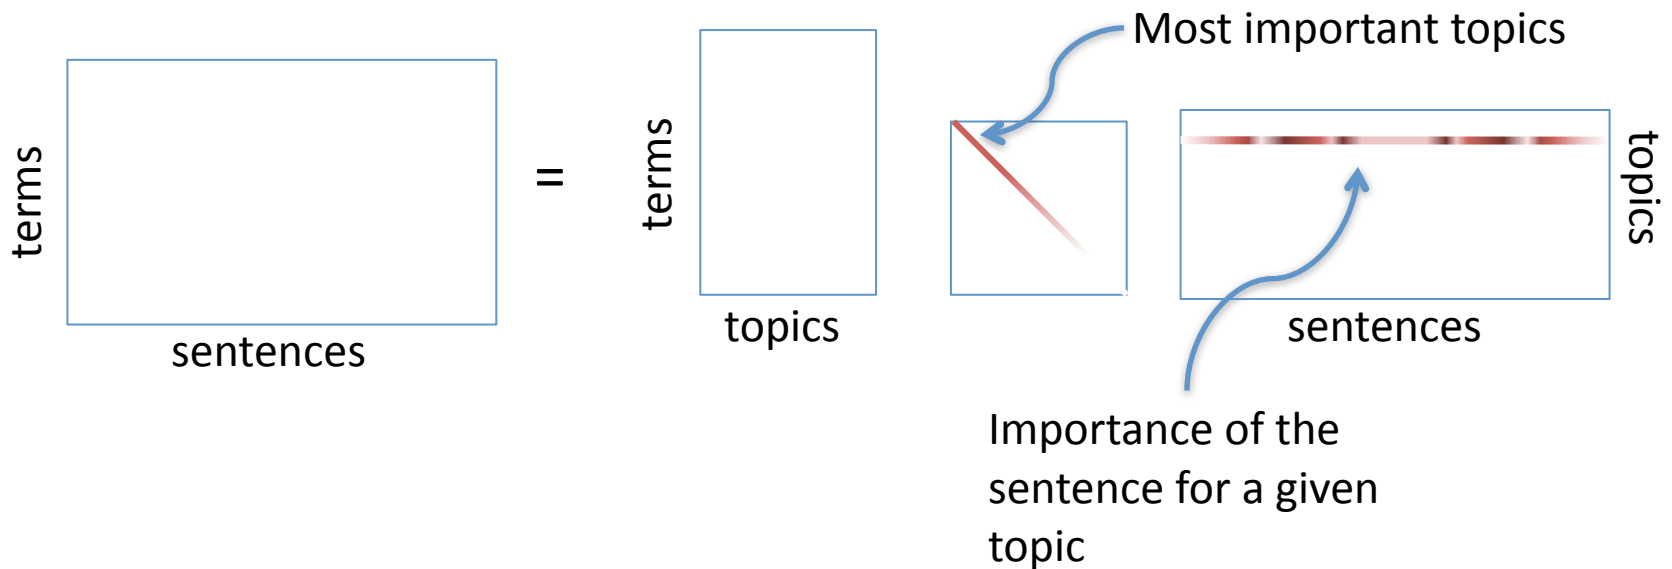 Most important topics
terms
=
terms
topics
sentences
topics
sentences
Importance of the
sentence for a given
topic